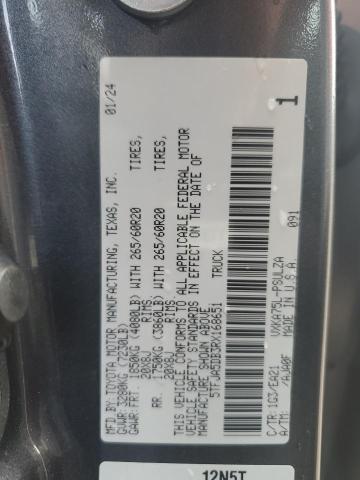 MFD BY: TOYOTA MOTOR MANUFACTURING, TEXAS, INC. 01/24
GVWR: 3280KG (7230LB)
GAWR: FRT. 1850KG (4080LB) WITH 265/60R20 TIRES,
20X8J RIMS,
RR. 1750KG (3860LB) WITH 265/60R20 TIRES,
20X8J RIMS,
THIS VEHICLE CONFORMS TO ALL APPLICABLE FEDERAL MOTOR
VEHICLE SAFETY STANDARDS IN EFFECT ON THE DATE OF
MANUFACTURE SHOWN ABOVE.
5TFJA5DB3RX168651 TRUCK
1
091
C/TR: 1G3/EA21 VXKA75L-PSULZA
A/TM: /AJA0F MADE IN U.S.A.
12N5T